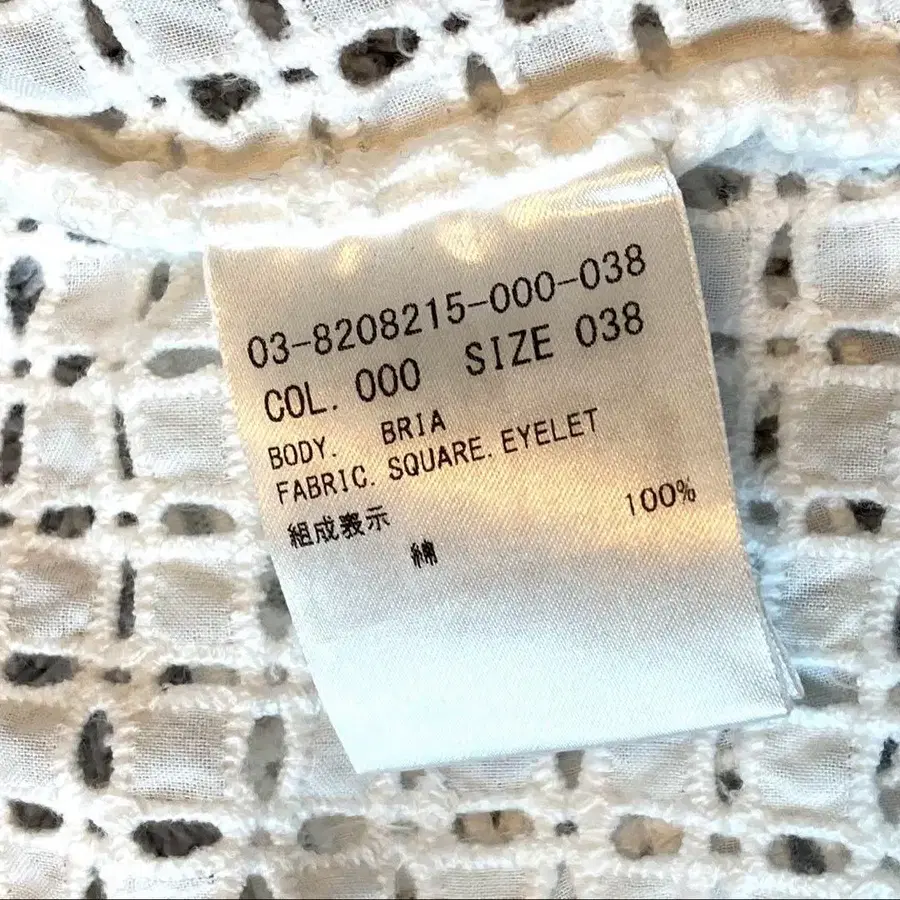 03-8208215-000-038
COL. 000 SIZE 038
BODY. BRIA
FABRIC. SQUARE. EYELET
組成表示
綿 100%